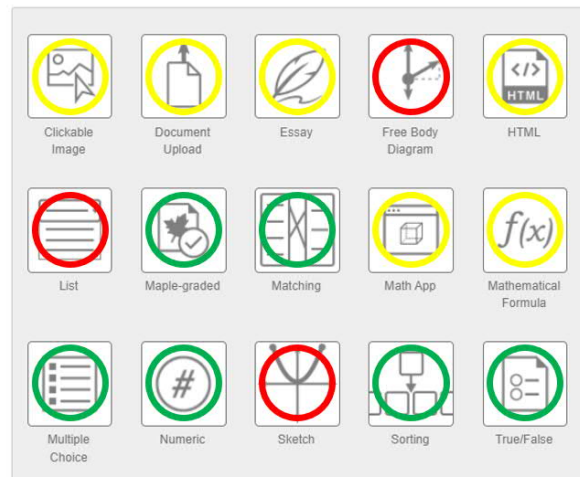 </>
HTML
Clickable
Image
Document
Upload
Essay
Free Body
Diagram
HTML
f(x)
List
Maple-graded
Matching
Math App
Mathematical
Formula
#
Multiple
Choice
Numeric
Sketch
Sorting
True/False